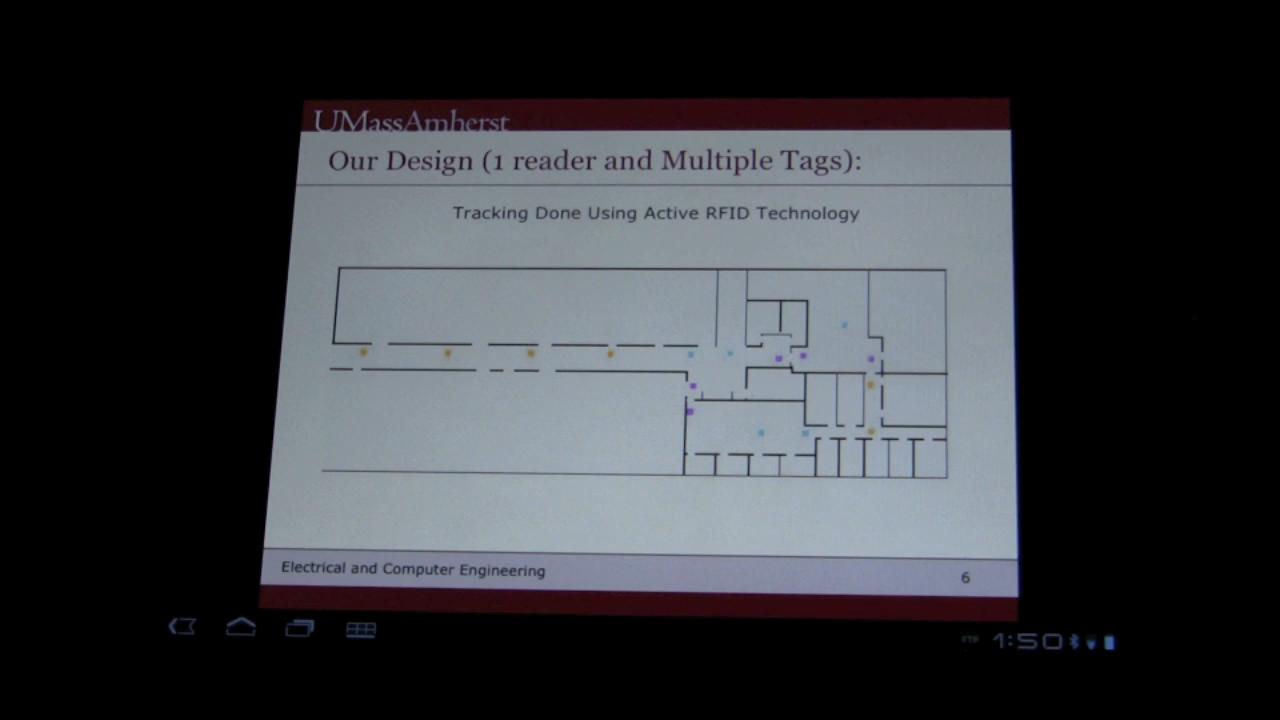 UMassAmherst
Our Design (1 reader and Multiple Tags):
Tracking Done Using Active RFID Technology
Electrical and Computer Engineering
6
1:50